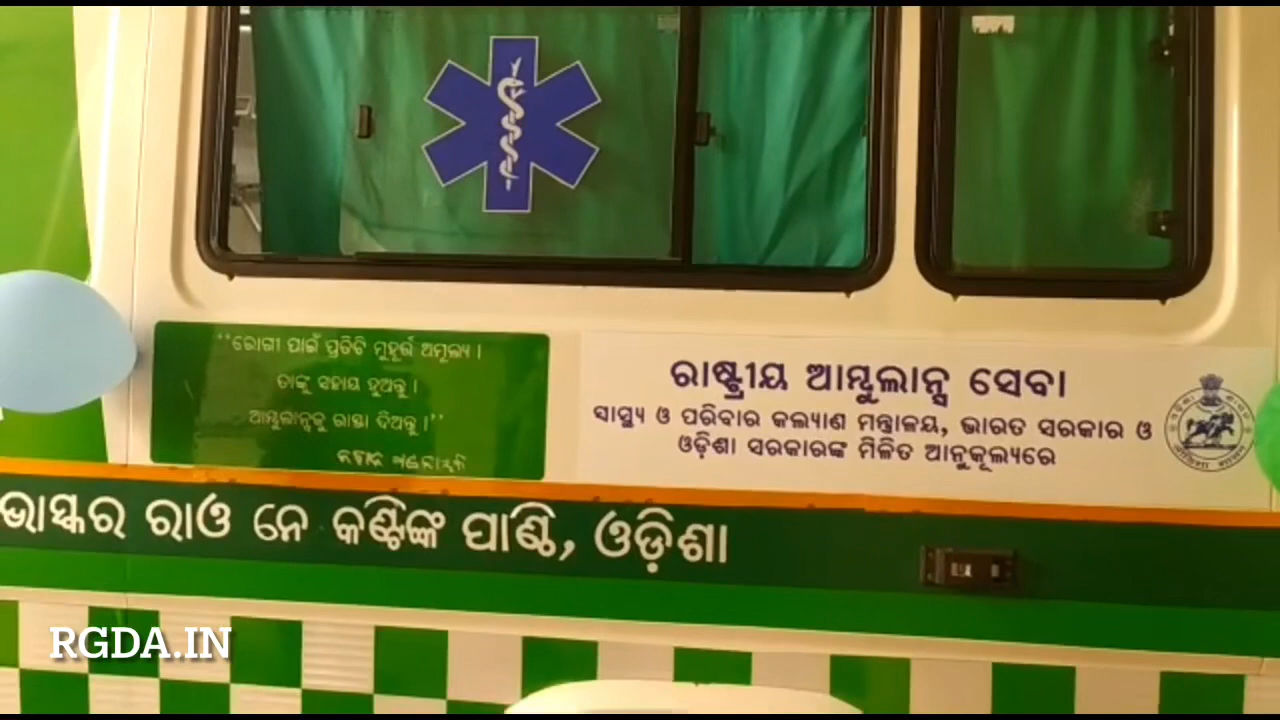 “ରୋଗୀ ପାଇଁ ପ୍ରତିଟି ମୁହୂର୍ତ୍ତ ଅମୂଲ୍ୟ ।
ତାଙ୍କୁ ସହାୟ ହୁଅନ୍ତୁ ।
ଆମ୍ବୁଲାନ୍ସକୁ ରାସ୍ତା ଦିଅନ୍ତୁ ।”
ରାଷ୍ଟ୍ରୀୟ ଆମ୍ବୁଲାନ୍ସ ସେବା
ସାସ୍ଥ୍ୟ ଓ ପରିବାର କଲ୍ୟାଣ ମନ୍ତ୍ରାଳୟ, ଭାରତ ସରକାର ଓ
ଓଡ଼ିଶା ସରକାରଙ୍କ ମିଳିତ ଆନୁକୂଲ୍ୟରେ
ଭାସ୍କର ରାଓ ନେ କଣ୍ଟିଙ୍କ ପାଣ୍ଠି, ଓଡ଼ିଶା
RGDA.IN